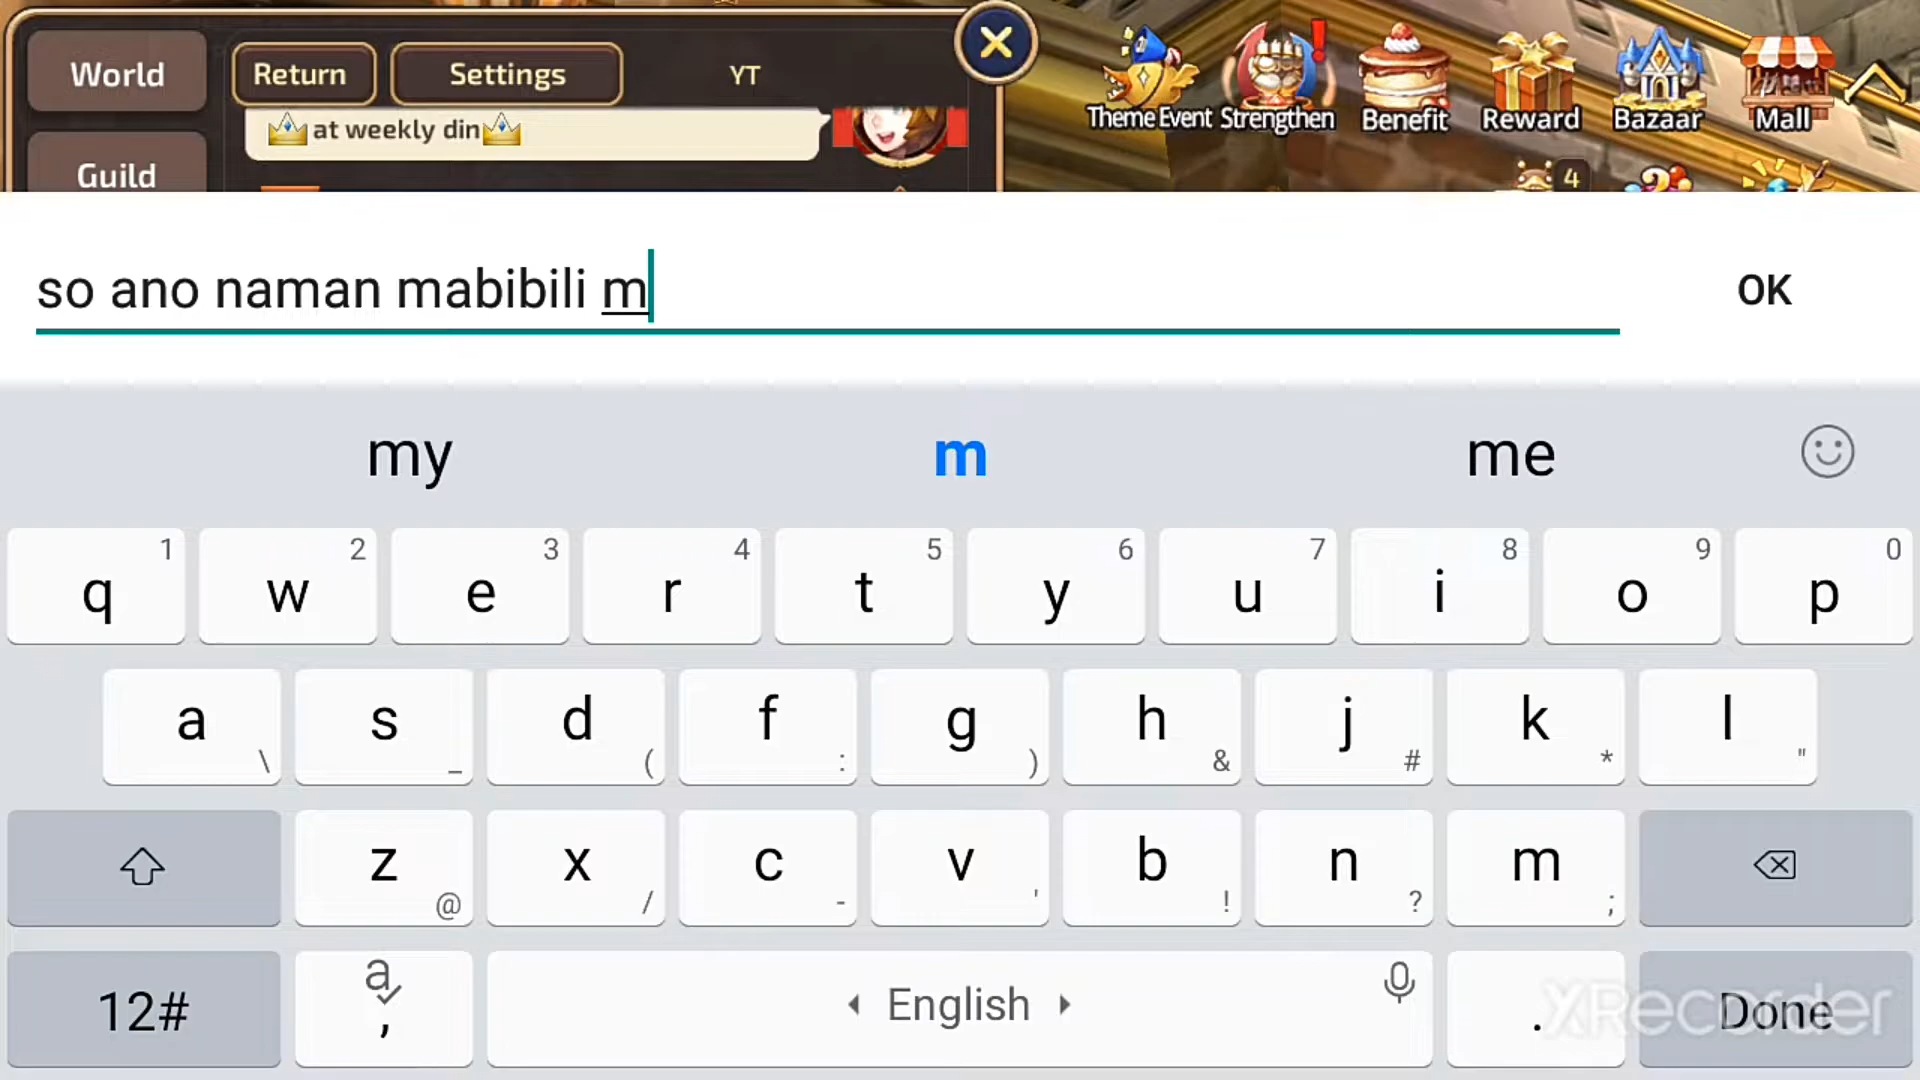 World
Return
Settings
YT
at weekly din
Guild
Theme Event
Strengthen
Benefit
Reward
Bazaar
Mall
4
so ano naman mabibili m
OK
my
m
me
q 1 w 2 e 3 r 4 t 5 y 6 u 7 i 8 o 9 p 0
a \ s _ d ( f : g ) h & j # k * l "
z @ x / c - v ' b ! n ? m ;
12# a , English . Done
XRecorder